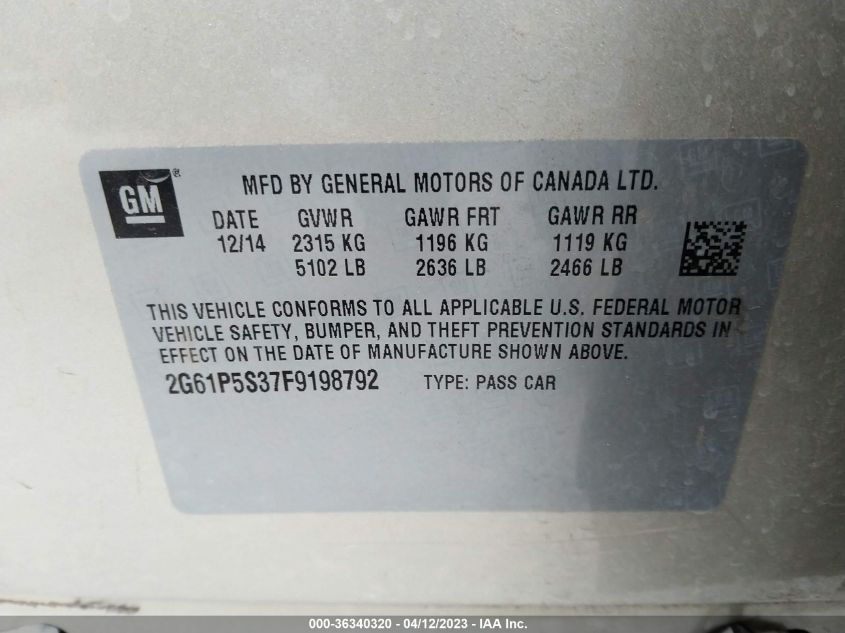 GM®
MFD BY GENERAL MOTORS OF CANADA LTD.
DATE GVWR GAWR FRT GAWR RR
12/14 2315 KG 1196 KG 1119 KG
5102 LB 2636 LB 2466 LB
THIS VEHICLE CONFORMS TO ALL APPLICABLE U.S. FEDERAL MOTOR
VEHICLE SAFETY, BUMPER, AND THEFT PREVENTION STANDARDS IN
EFFECT ON THE DATE OF MANUFACTURE SHOWN ABOVE.
2G61P5S37F9198792 TYPE: PASS CAR
000-36340320 - 04/12/2023 - IAA Inc.